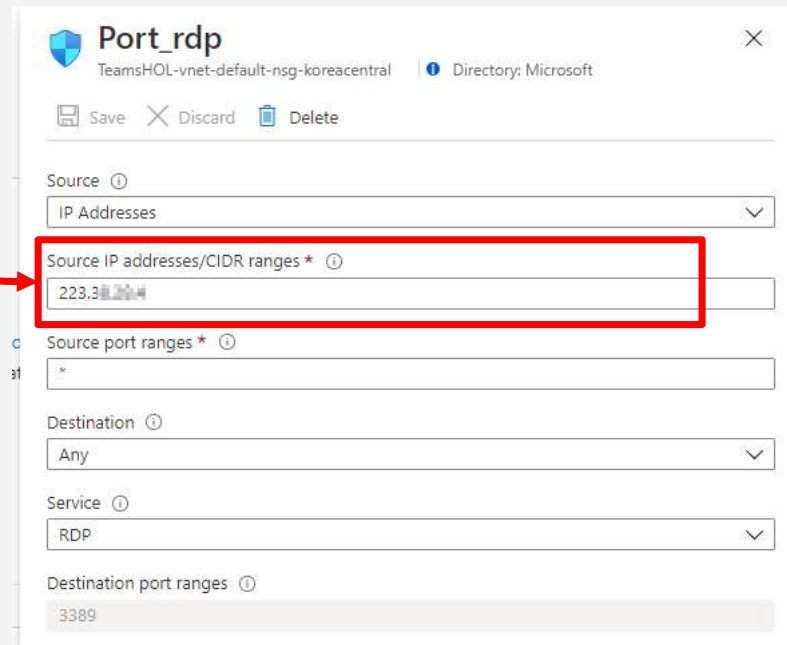 Port_rdp
TeamsHOL-vnet-default-nsg-koreacentral
Directory: Microsoft
Save Discard Delete
Source
IP Addresses
Source IP addresses/CIDR ranges *
Source port ranges *
*
Destination
Any
Service
RDP
Destination port ranges
3389